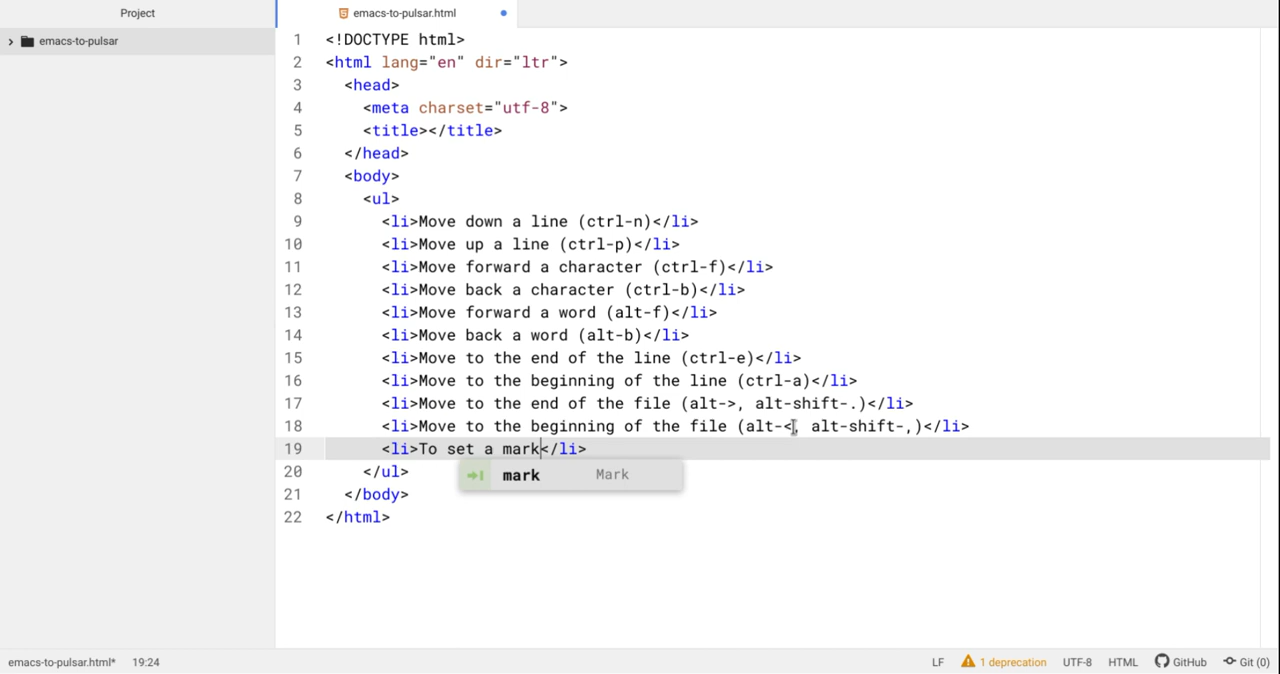 Project
emacs-to-pulsar.html
emacs-to-pulsar
1 <!DOCTYPE html>
2 <html lang="en" dir="ltr">
3 <head>
4 <meta charset="utf-8">
5 <title></title>
6 </head>
7 <body>
8 <ul>
9 <li>Move down a line (ctrl-n)</li>
10 <li>Move up a line (ctrl-p)</li>
11 <li>Move forward a character (ctrl-f)</li>
12 <li>Move back a character (ctrl-b)</li>
13 <li>Move forward a word (alt-f)</li>
14 <li>Move back a word (alt-b)</li>
15 <li>Move to the end of the line (ctrl-e)</li>
16 <li>Move to the beginning of the line (ctrl-a)</li>
17 <li>Move to the end of the file (alt->, alt-shift-.)</li>
18 <li>Move to the beginning of the file (alt-<, alt-shift-,)</li>
19 <li>To set a mark</li>
mark Mark
20 </ul>
21 </body>
22 </html>
emacs-to-pulsar.html* 19:24 LF 1 deprecation UTF-8 HTML GitHub Git (0)